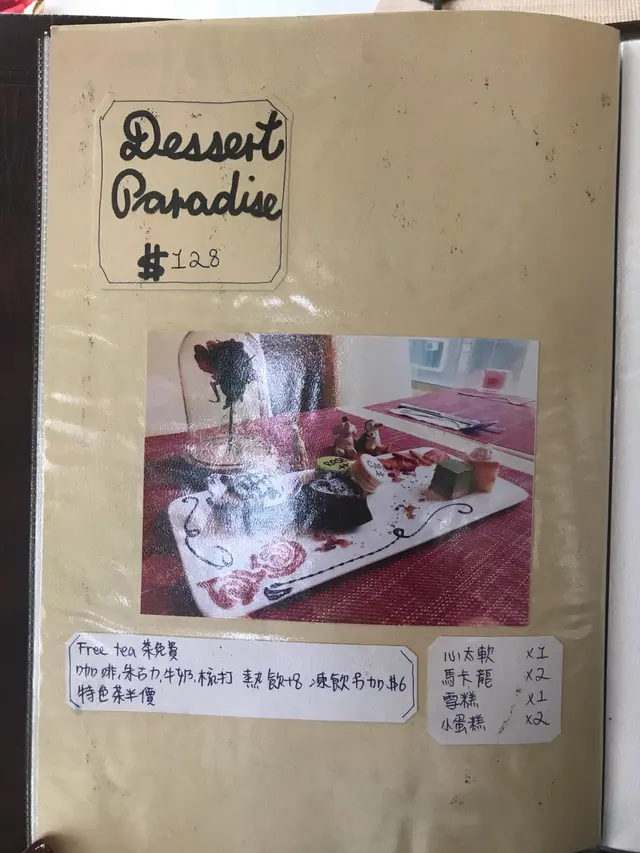 Dessert
Paradise
$128
Free tea 茶免費
咖啡,朱古力,牛奶,梳打 熱飲+8 凍飲另加$6
特色茶半價
心太軟 x1
馬卡龍 x2
雪糕 x1
小蛋糕 x2